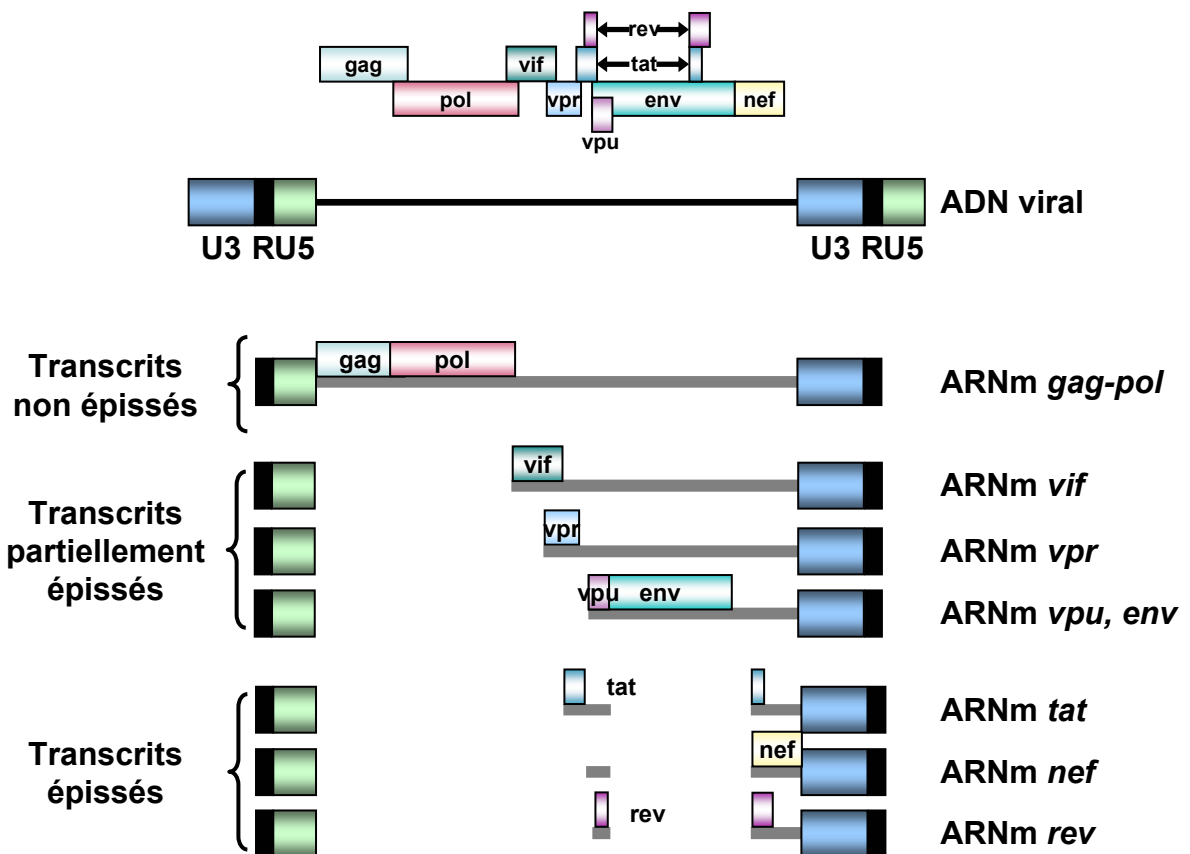 rev
gag
vif
tat
pol
vpr
env
nef
vpu
ADN viral
U3 RU5
U3 RU5
Transcrits
non épissés
gag
pol
ARNm gag-pol
Transcrits
partiellement
épissés
vif
ARNm vif
vpr
ARNm vpr
vpu
env
ARNm vpu, env
Transcrits
épissés
tat
ARNm tat
nef
ARNm nef
rev
ARNm rev